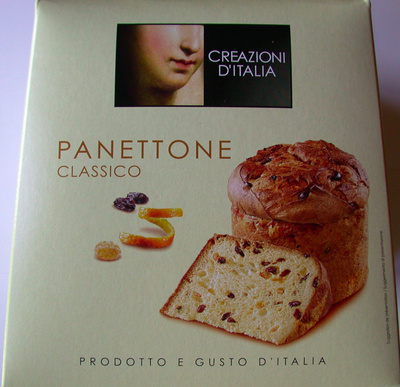 CREAZIONI
D'ITALIA
PANETTONE
CLASSICO
PRODOTTO E GUSTO D'ITALIA